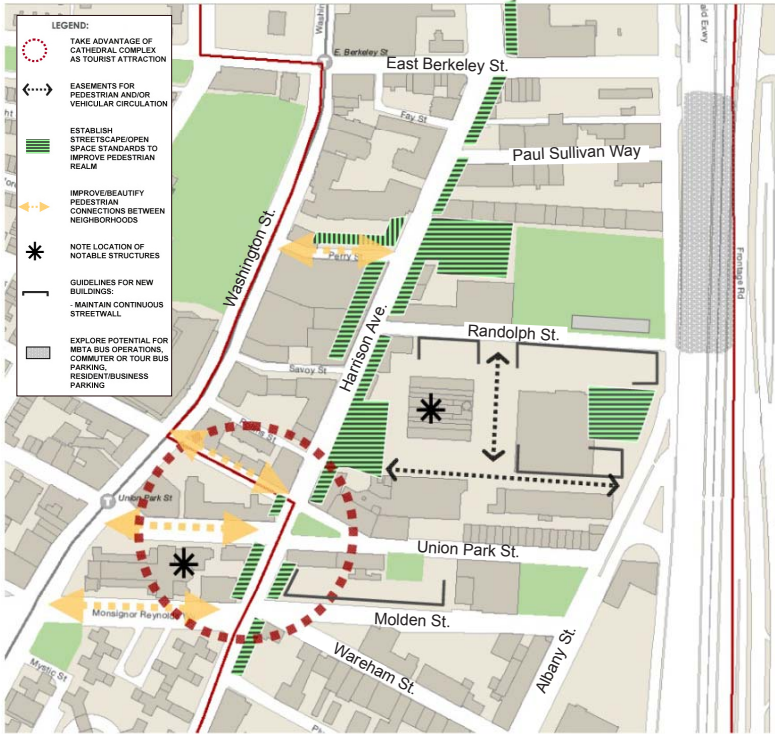 LEGEND:
TAKE ADVANTAGE OF
CATHEDRAL COMPLEX
AS TOURIST ATTRACTION
EASEMENTS FOR
PEDESTRIAN AND/OR
VEHICULAR CIRCULATION
ESTABLISH
STREETSCAPE/OPEN
SPACE STANDARDS TO
IMPROVE PEDESTRIAN
REALM
IMPROVE/BEAUTIFY
PEDESTRIAN
CONNECTIONS BETWEEN
NEIGHBORHOODS
NOTE LOCATION OF
NOTABLE STRUCTURES
GUIDELINES FOR NEW
BUILDINGS:
- MAINTAIN CONTINUOUS
STREETWALL
EXPLORE POTENTIAL FOR
MBTA BUS OPERATIONS,
COMMUTER OR TOUR BUS
PARKING,
RESIDENT/BUSINESS
PARKING
E. Berkeley St
T
East Berkeley St.
Fay St
Paul Sullivan Way
Washington St.
Perry S
Frontage Rd
Harrison Ave.
Randolph St.
Savoy St
T
Union Park St
Union Park St.
Monsignor Reynolds
Molden St.
Wareham St.
Albany St.
Mystic St